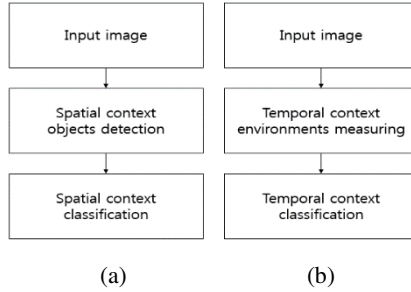 Input image
Spatial context
objects detection
Spatial context
classification
(a)
Input image
Temporal context
environments measuring
Temporal context
classification
(b)